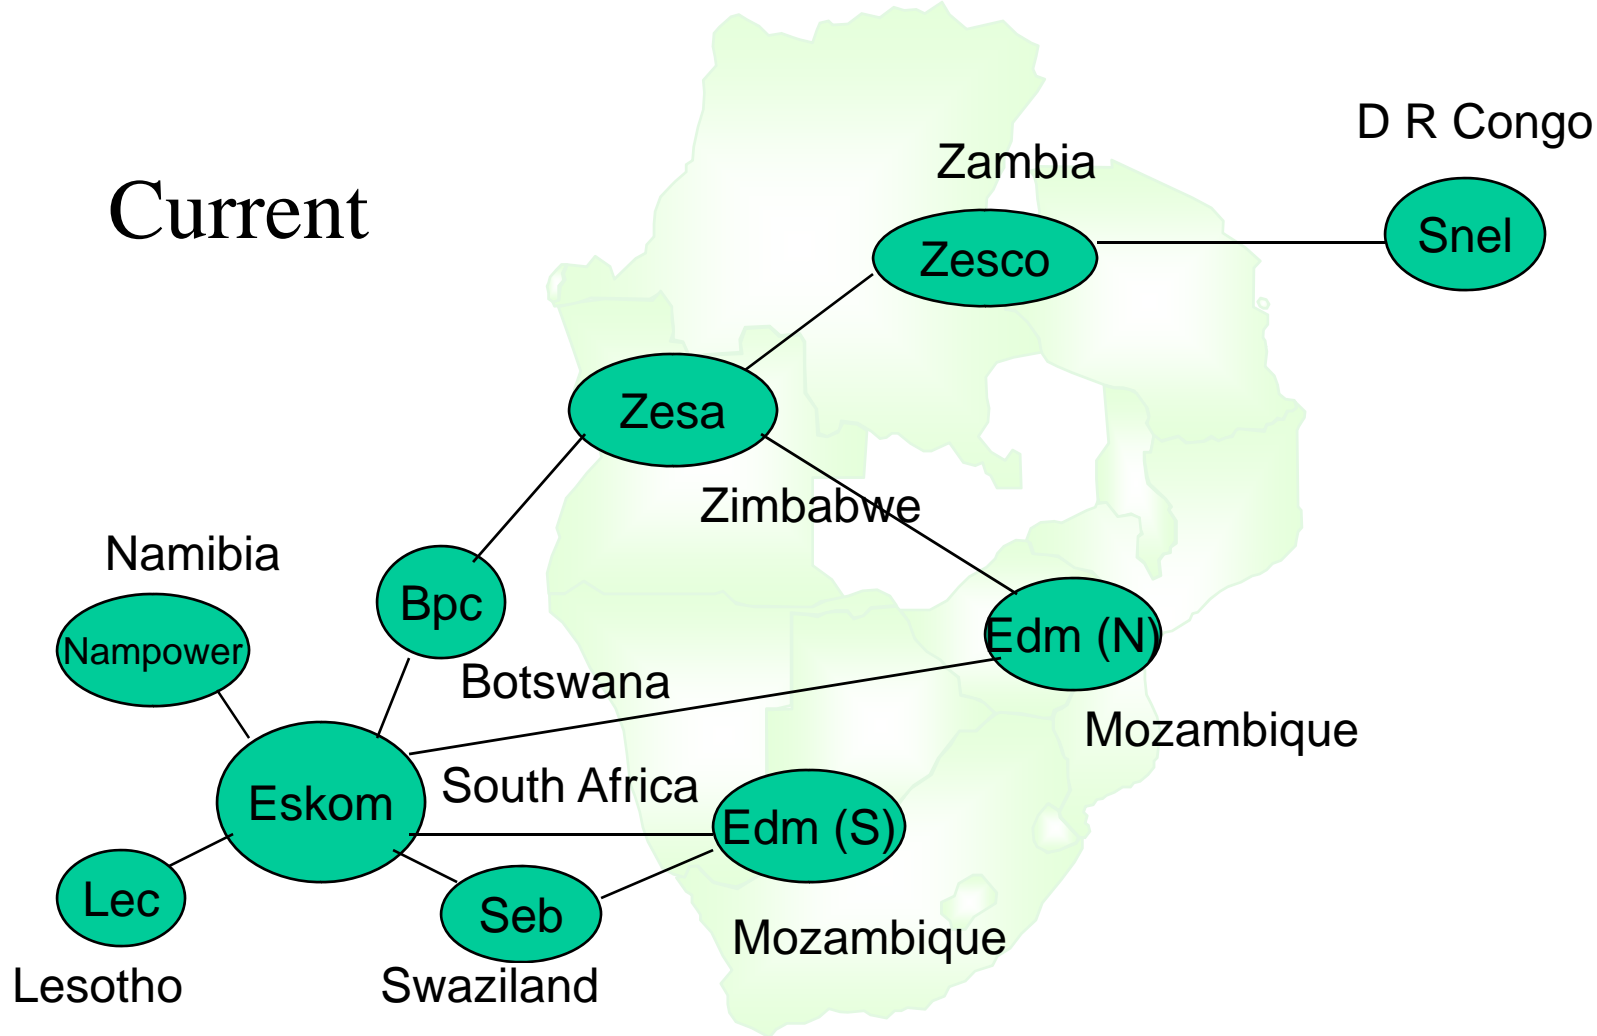 D R Congo
Zambia
Current
Snel
Zesco
Zesa
Zimbabwe
Namibia
Bpc
Edm (N)
Nampower
Botswana
Mozambique
South Africa
Eskom
Edm (S)
Lec
Seb
Mozambique
Lesotho
Swaziland